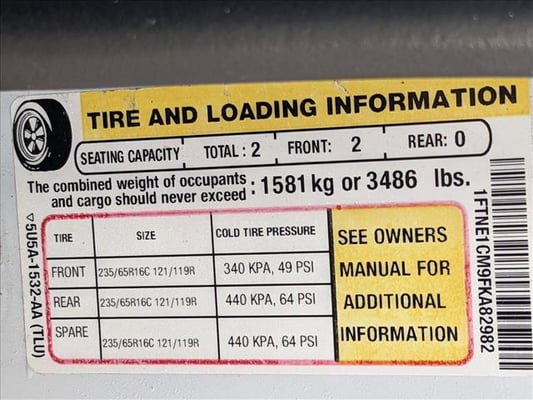 TIRE AND LOADING INFORMATION
SEATING CAPACITY TOTAL : 2 FRONT: 2 REAR: 0
The combined weight of occupants
and cargo should never exceed : 1581 kg or 3486 lbs.
TIRE SIZE COLD TIRE PRESSURE
FRONT 235/65R16C 121/119R 340 KPA, 49 PSI
REAR 235/65R16C 121/119R 440 KPA, 64 PSI
SPARE 235/65R16C 121/119R 440 KPA, 64 PSI
SEE OWNERS
MANUAL FOR
ADDITIONAL
INFORMATION
▽5U5A-1532-AA (TLU)
1FTNE1CM9FKA82982